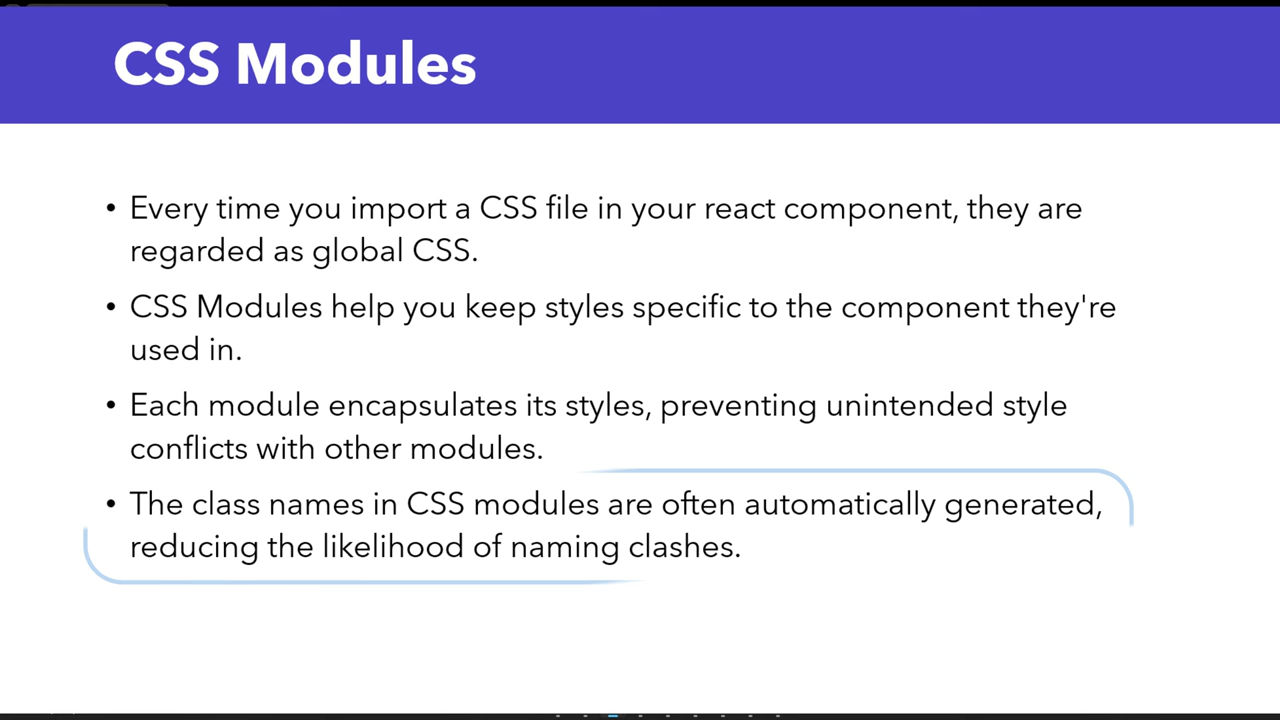 CSS Modules
• Every time you import a CSS file in your react component, they are
regarded as global CSS.
• CSS Modules help you keep styles specific to the component they're
used in.
• Each module encapsulates its styles, preventing unintended style
conflicts with other modules.
• The class names in CSS modules are often automatically generated,
reducing the likelihood of naming clashes.